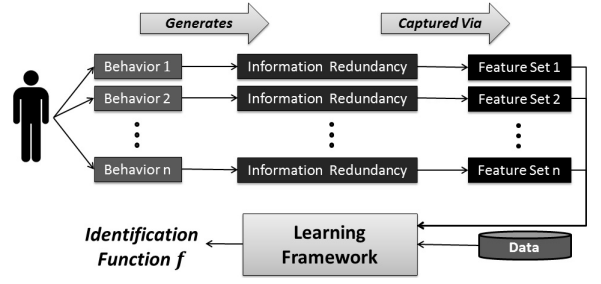 Generates
Captured Via
Behavior 1
Information Redundancy
Feature Set 1
Behavior 2
Information Redundancy
Feature Set 2
Behavior n
Information Redundancy
Feature Set n
Identification
Function f
Learning
Framework
Data